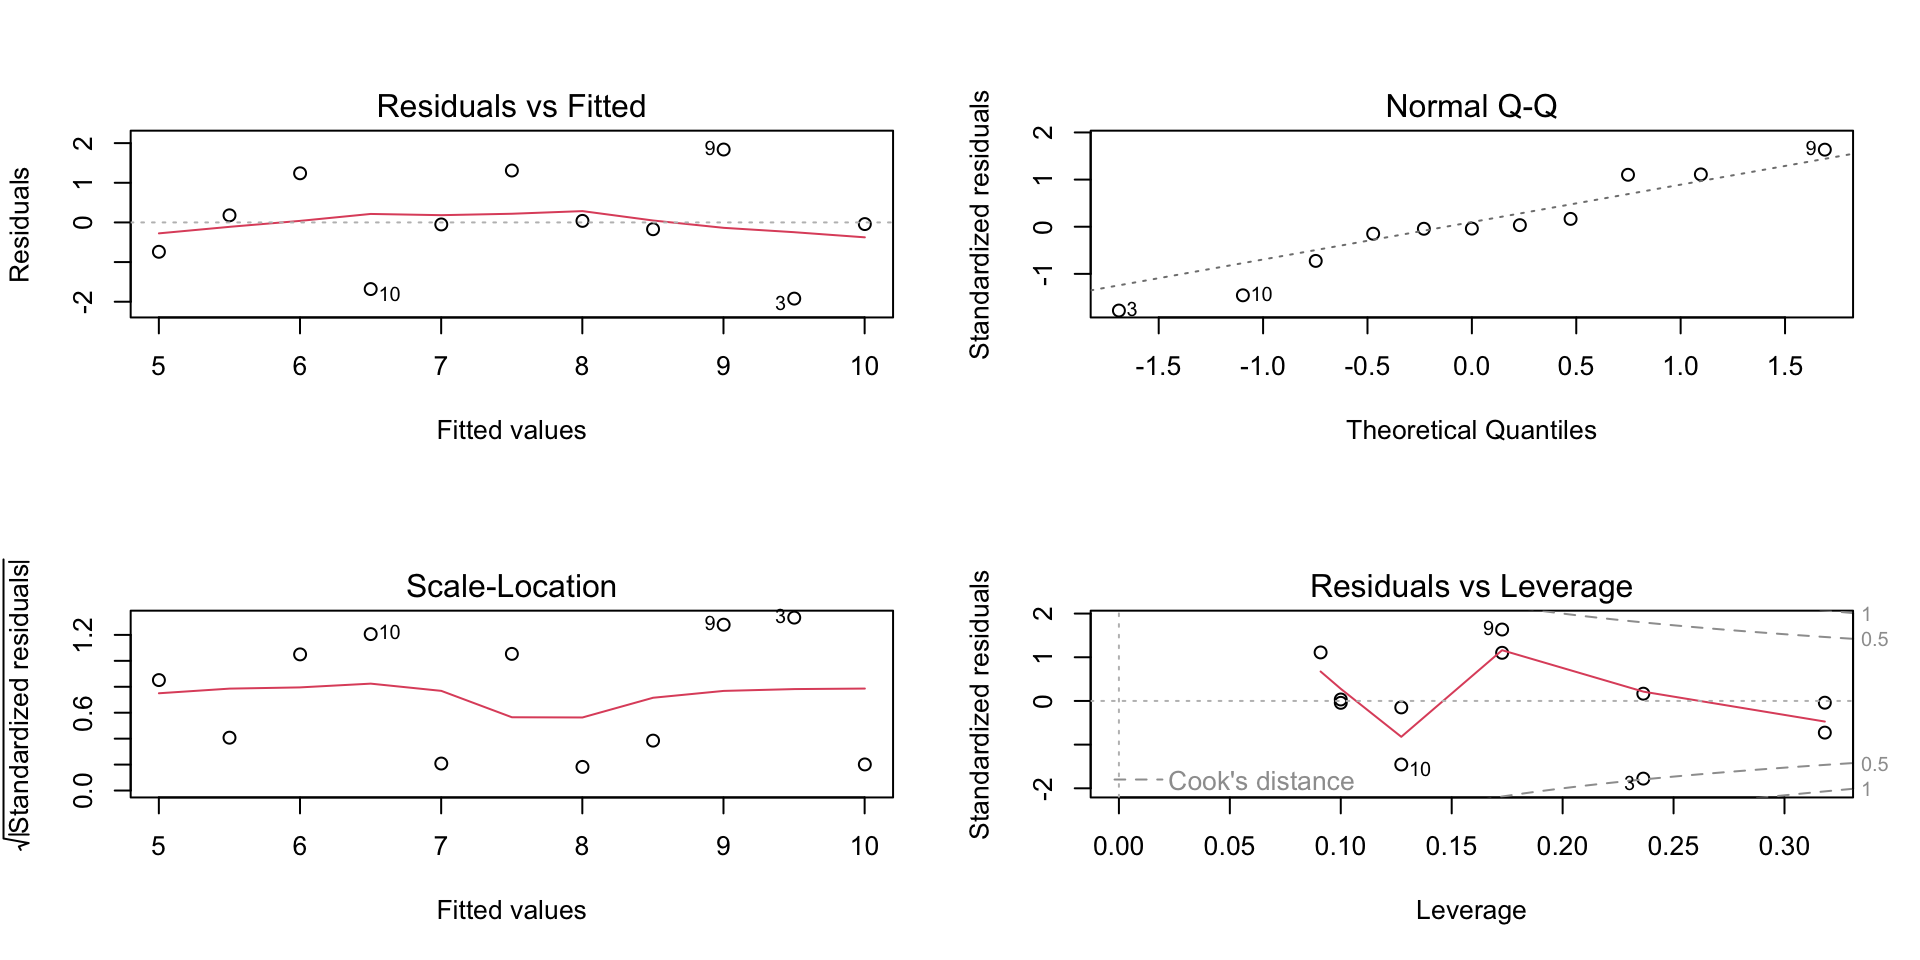 Residuals vs Fitted
Residuals
2
1
0
-2
9
10
3
5 6 7 8 9 10
Fitted values
Normal Q-Q
Standardized residuals
2
1
0
-1
9
10
3
-1.5 -1.0 -0.5 0.0 0.5 1.0 1.5
Theoretical Quantiles
Scale-Location
√|Standardized residuals|
1.2
0.6
0.0
10
9
3
5 6 7 8 9 10
Fitted values
Residuals vs Leverage
Standardized residuals
2
1
0
-2
9
10
3
Cook's distance
1
0.5
0.5
1
0.00 0.05 0.10 0.15 0.20 0.25 0.30
Leverage